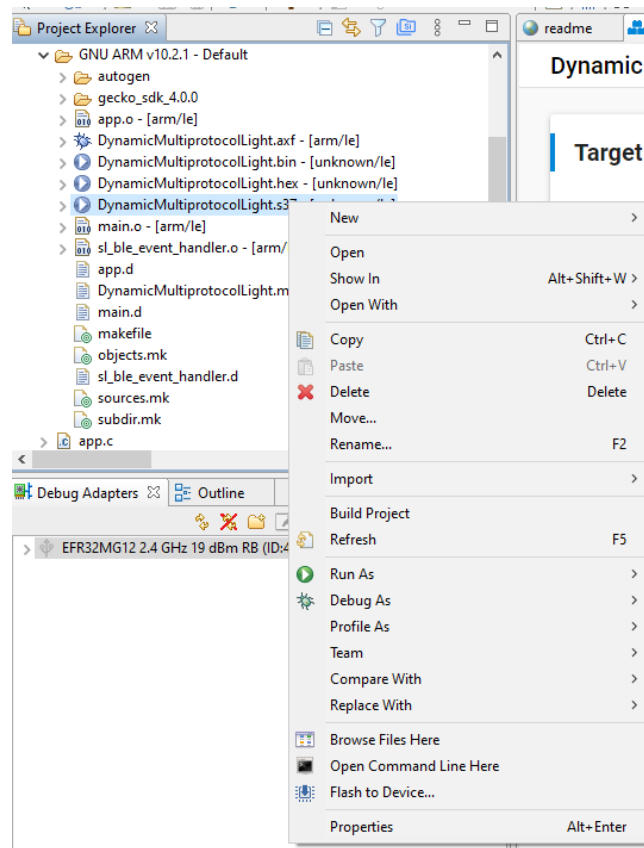 Project Explorer
readme
GNU ARM v10.2.1 - Default
Dynamic
autogen
gecko_sdk_4.0.0
app.o - [arm/le]
DynamicMultiprotocolLight.axf - [arm/le]
Target
DynamicMultiprotocolLight.bin - [unknown/le]
DynamicMultiprotocolLight.hex - [unknown/le]
DynamicMultiprotocolLight.s37
main.o - [arm/le]
sl_ble_event_handler.o - [arm/
app.d
DynamicMultiprotocolLight.m
main.d
makefile
objects.mk
sl_ble_event_handler.d
sources.mk
subdir.mk
app.c
Debug Adapters
Outline
EFR32MG12 2.4 GHz 19 dBm RB (ID:4
New
Open
Show In Alt+Shift+W
Open With
Copy Ctrl+C
Paste Ctrl+V
Delete Delete
Move...
Rename... F2
Import
Build Project
Refresh F5
Run As
Debug As
Profile As
Team
Compare With
Replace With
Browse Files Here
Open Command Line Here
Flash to Device...
Properties Alt+Enter